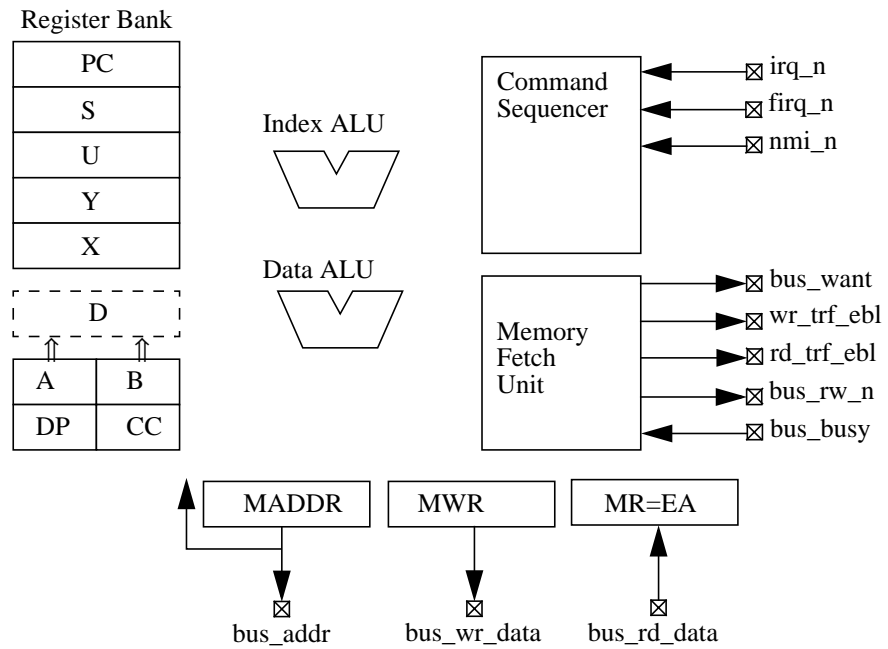 Register Bank
PC
S
U
Y
X
D
A B
DP CC
Index ALU
Data ALU
Command
Sequencer
irq_n
firq_n
nmi_n
Memory
Fetch
Unit
bus_want
wr_trf_ebl
rd_trf_ebl
bus_rw_n
bus_busy
MADDR
MWR
MR=EA
bus_addr
bus_wr_data
bus_rd_data